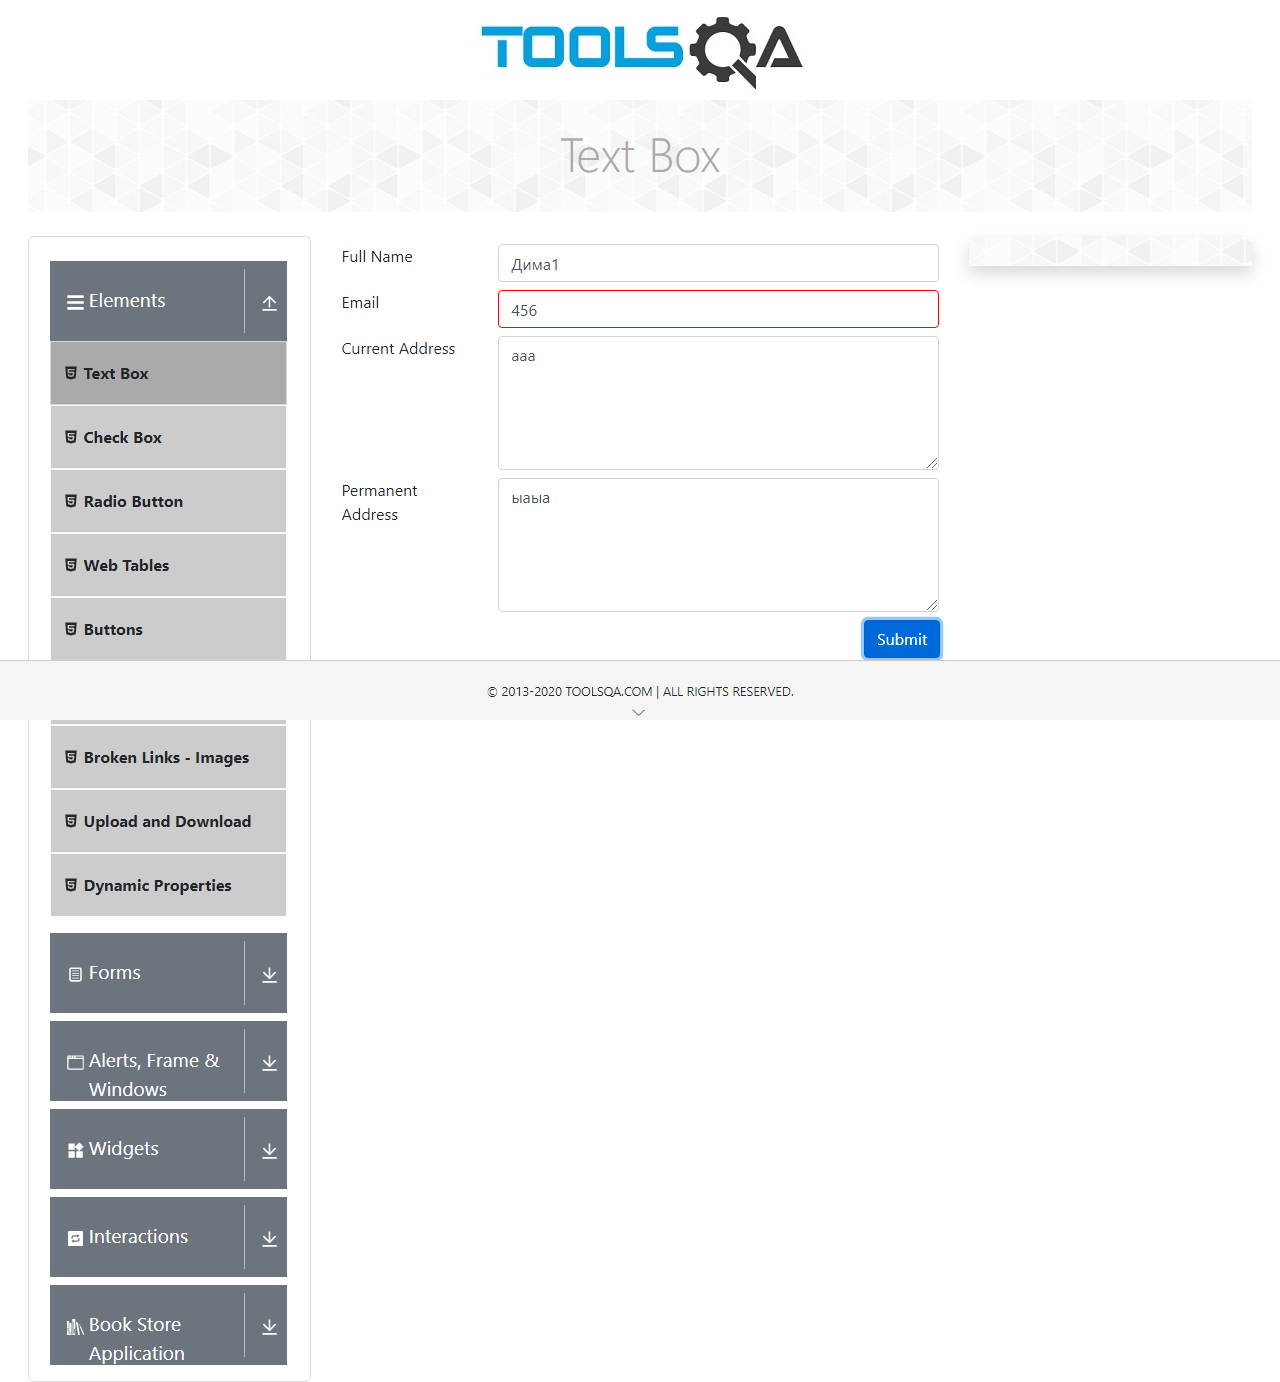 TOOLSQA
Text Box
Elements
Text Box
Check Box
Radio Button
Web Tables
Buttons
Broken Links - Images
Upload and Download
Dynamic Properties
Forms
Alerts, Frame &
Windows
Widgets
Interactions
Book Store
Application
Full Name
Дима1
Email
456
Current Address
ааа
Permanent
Address
ыаыа
Submit
© 2013-2020 TOOLSQA.COM | ALL RIGHTS RESERVED.